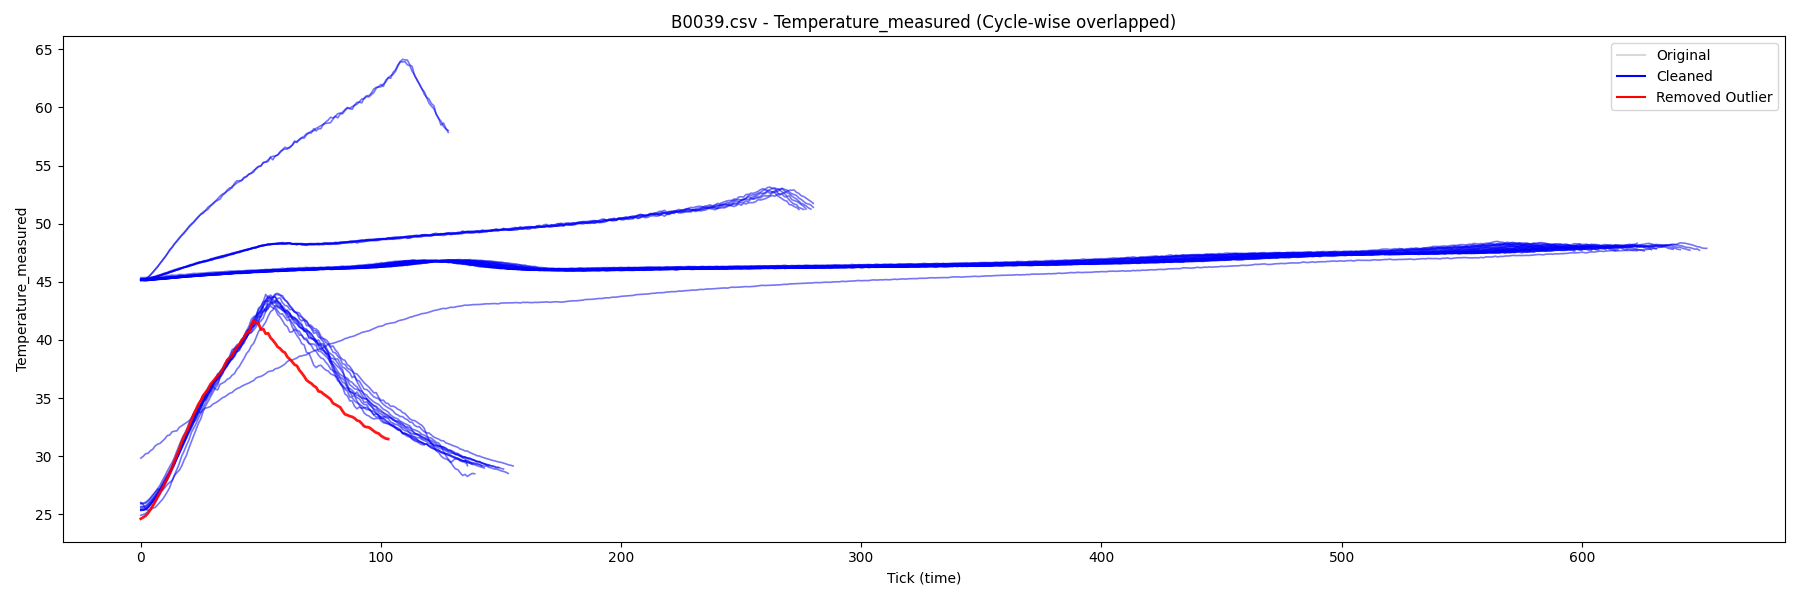 B0039.csv - Temperature_measured (Cycle-wise overlapped)
Original
Cleaned
Removed Outlier
65
60
55
50
45
40
35
30
25
Temperature_measured
0 100 200 300 400 500 600
Tick (time)